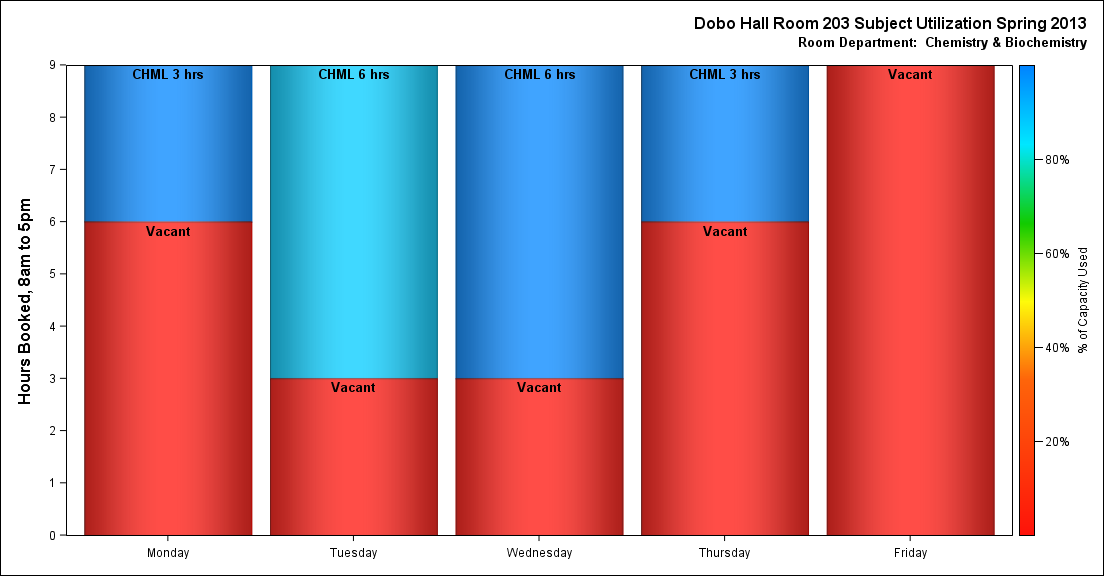 Dobo Hall Room 203 Subject Utilization Spring 2013
Room Department:  Chemistry & Biochemistry
Hours Booked, 8am to 5pm
9
8
7
6
5
4
3
2
1
0
CHML 3 hrs
Vacant
CHML 6 hrs
Vacant
CHML 6 hrs
Vacant
CHML 3 hrs
Vacant
Vacant
Monday
Tuesday
Wednesday
Thursday
Friday
80%
60%
40%
20%
% of Capacity Used